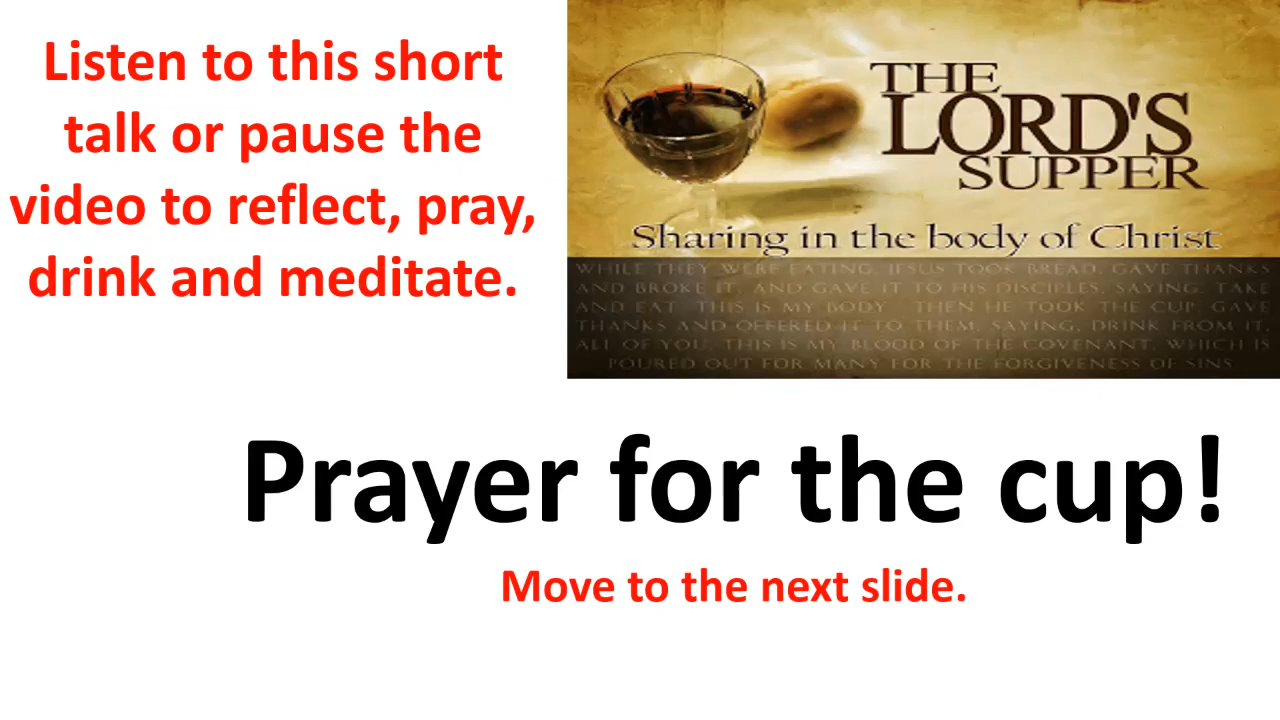 Listen to this short
talk or pause the
video to reflect, pray,
drink and meditate.
THE
LORD'S
SUPPER
Sharing in the body of Christ
WHILE THEY WERE EATING, JESUS TOOK BREAD, GAVE THANKS
AND BROKE IT, AND GAVE IT TO HIS DISCIPLES, SAYING, TAKE
AND EAT THIS IS MY BODY THEN HE TOOK THE CUP, GAVE
THANKS AND OFFERED IT TO THEM, SAYING, DRINK FROM IT,
ALL OF YOU, THIS IS MY BLOOD OF THE COVENANT, WHICH IS
POURED OUT FOR MANY FOR THE FORGIVENESS OF SINS
Prayer for the cup!
Move to the next slide.